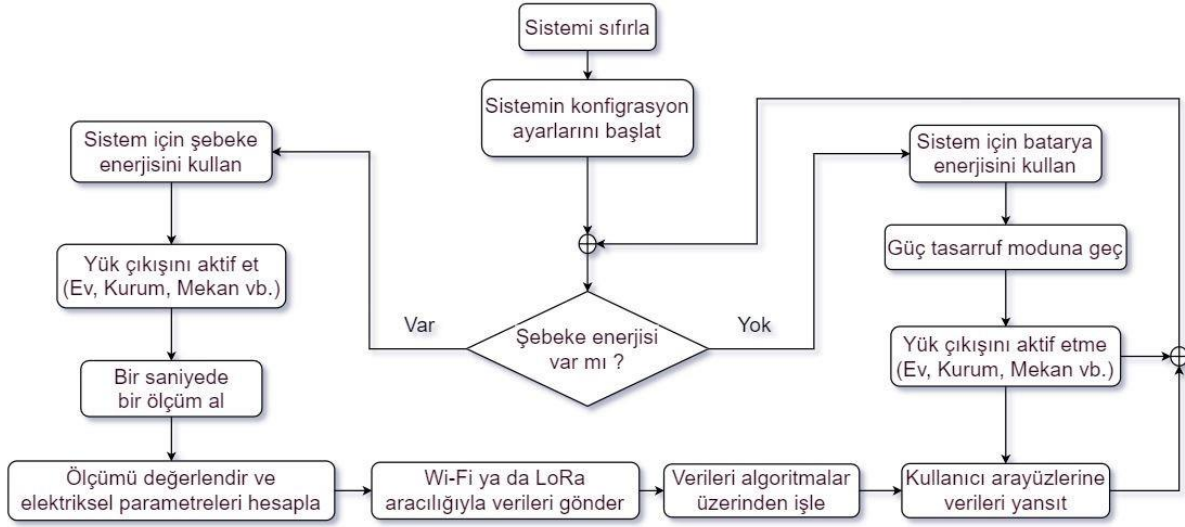 Sistemi sıfırla
Sistemin konfigrasyon
ayarlarını başlat
Sistem için şebeke
enerjisini kullan
Sistem için batarya
enerjisini kullan
Yük çıkışını aktif et
(Ev, Kurum, Mekan vb.)
Güç tasarruf moduna geç
Var
Şebeke enerjisi
var mı ?
Yok
Yük çıkışını aktif etme
(Ev, Kurum, Mekan vb.)
Bir saniyede
bir ölçüm al
Ölçümü değerlendir ve
elektriksel parametreleri hesapla
Wi-Fi ya da LoRa
aracılığıyla verileri gönder
Verileri algoritmalar
üzerinden işle
Kullanıcı arayüzlerine
verileri yansıt